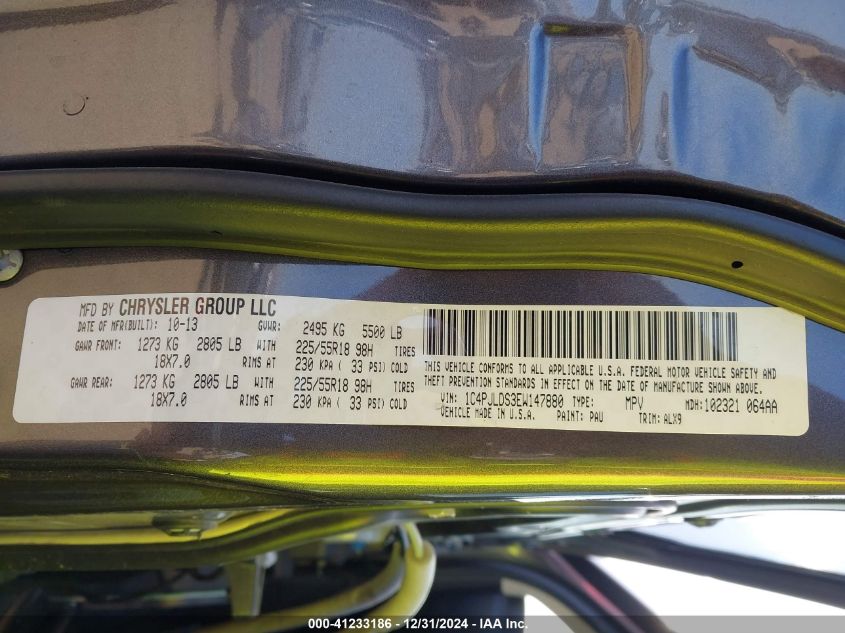 MFD BY CHRYSLER GROUP LLC
DATE OF MFR(BUILT): 10-13 GVWR: 2495 KG 5500 LB
GAWR FRONT: 1273 KG 2805 LB WITH 225/55R18 98H TIRES
18X7.0 RIMS AT 230 KPA ( 33 PSI) COLD
GAWR REAR: 1273 KG 2805 LB WITH 225/55R18 98H TIRES
18X7.0 RIMS AT 230 KPA ( 33 PSI) COLD
THIS VEHICLE CONFORMS TO ALL APPLICABLE U.S.A. FEDERAL MOTOR VEHICLE SAFETY AND
THEFT PREVENTION STANDARDS IN EFFECT ON THE DATE OF MANUFACTURE SHOWN ABOVE.
VIN: 1C4PJLDS3EW147880 TYPE: MPV MDH: 102321 064AA
VEHICLE MADE IN U.S.A. PAINT: PAU TRIM: ALX9
000-41233186 - 12/31/2024 - IAA Inc.